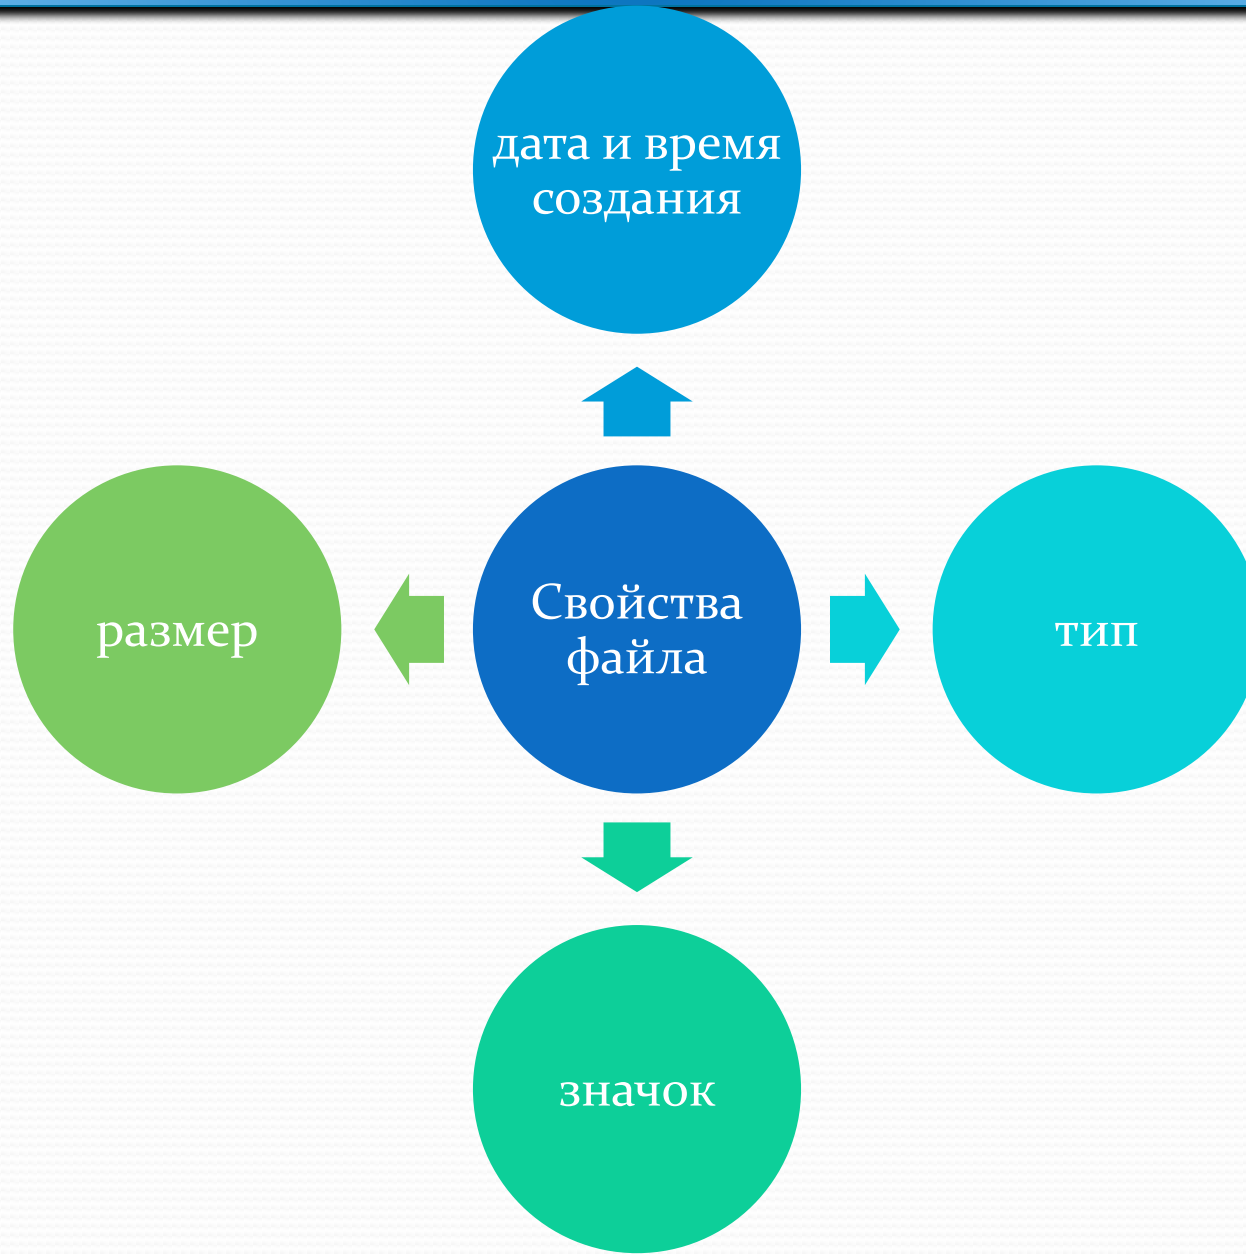 дата и время
создания
размер
Свойства
файла
тип
значок